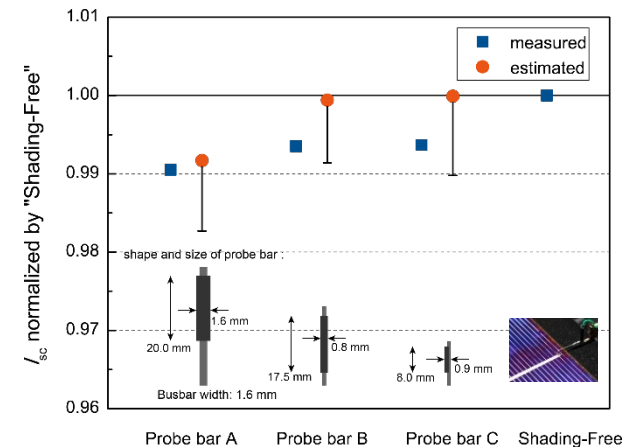 1.01
1.00
0.99
0.98
0.97
0.96
I_sc normalized by "Shading-Free"
measured
estimated
shape and size of probe bar :
1.6 mm
20.0 mm
0.8 mm
17.5 mm
0.9 mm
8.0 mm
Busbar width: 1.6 mm
Probe bar A
Probe bar B
Probe bar C
Shading-Free